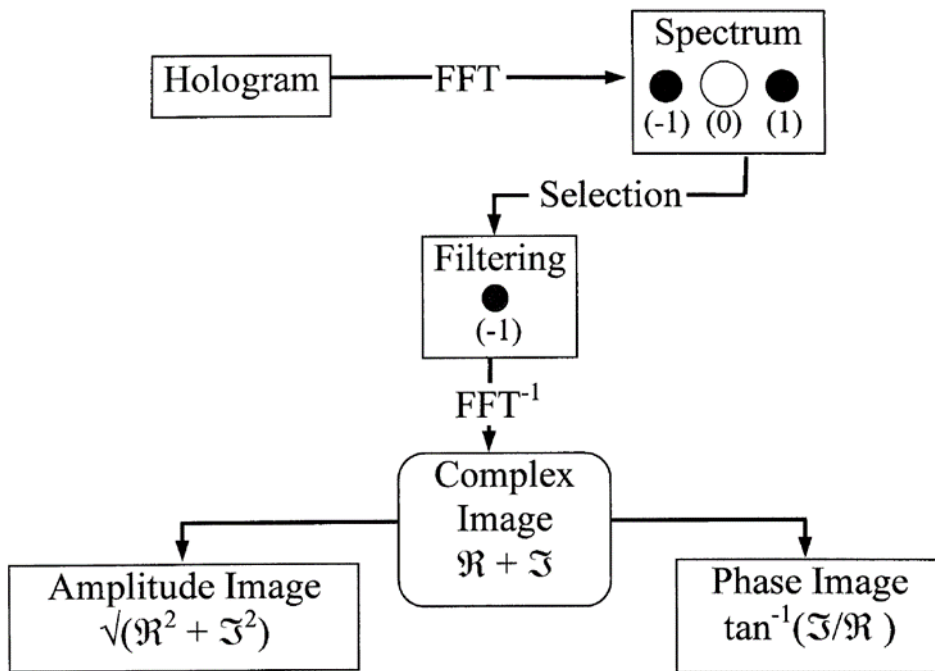 Hologram
FFT
Spectrum
(-1) (0) (1)
Selection
Filtering
(-1)
FFT⁻¹
Complex
Image
ℜ + ℑ
Amplitude Image
√(ℜ² + ℑ²)
Phase Image
tan⁻¹(ℑ/ℜ )